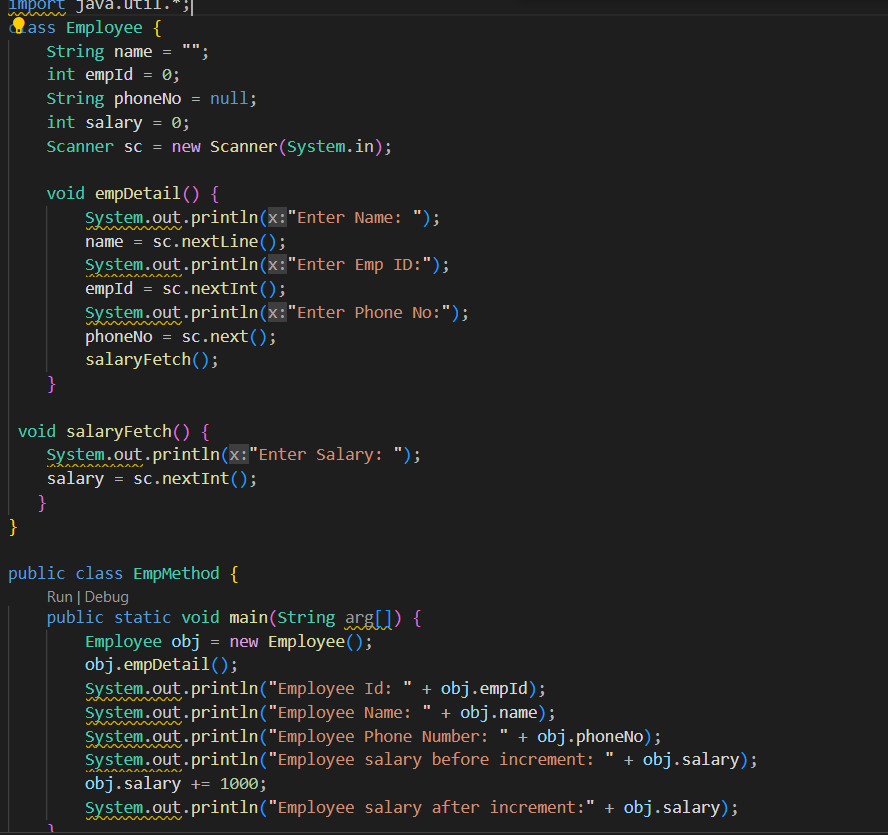 import java.util.*;
class Employee {
    String name = "";
    int empId = 0;
    String phoneNo = null;
    int salary = 0;
    Scanner sc = new Scanner(System.in);

    void empDetail() {
        System.out.println(x:"Enter Name: ");
        name = sc.nextLine();
        System.out.println(x:"Enter Emp ID:");
        empId = sc.nextInt();
        System.out.println(x:"Enter Phone No:");
        phoneNo = sc.next();
        salaryFetch();
    }

 void salaryFetch() {
    System.out.println(x:"Enter Salary: ");
    salary = sc.nextInt();
   }
}

public class EmpMethod {
    Run | Debug
    public static void main(String arg[]) {
        Employee obj = new Employee();
        obj.empDetail();
        System.out.println("Employee Id: " + obj.empId);
        System.out.println("Employee Name: " + obj.name);
        System.out.println("Employee Phone Number: " + obj.phoneNo);
        System.out.println("Employee salary before increment: " + obj.salary);
        obj.salary += 1000;
        System.out.println("Employee salary after increment:" + obj.salary);
    }